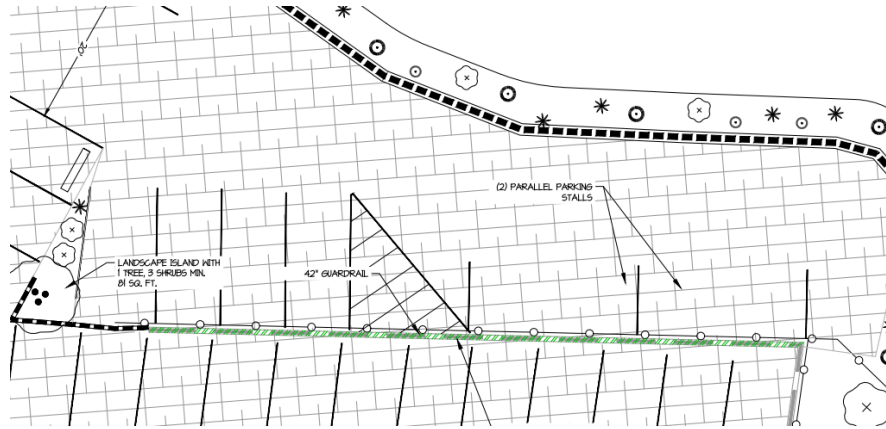 (2) PARALLEL PARKING
STALLS
LANDSCAPE ISLAND WITH
1 TREE, 3 SHRUBS MIN.
81 SQ. FT.
42" GUARDRAIL